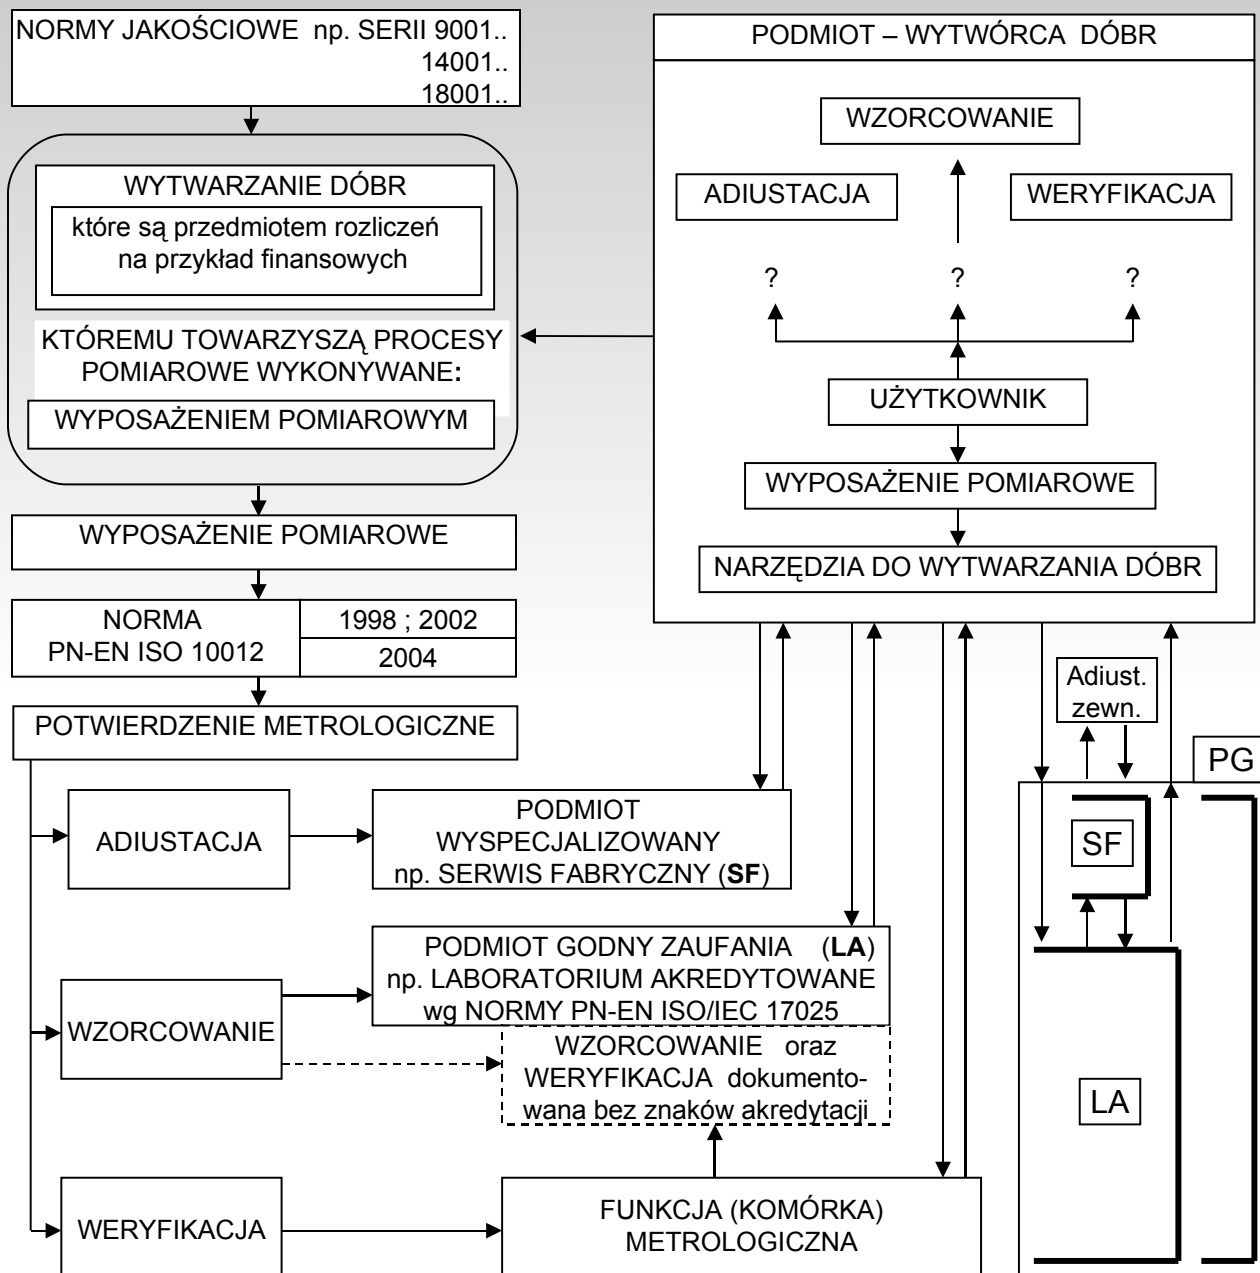 NORMY JAKOŚCIOWE np. SERII 9001..
14001..
18001..
WYTWARZANIE DÓBR
które są przedmiotem rozliczeń
na przykład finansowych
KTÓREMU TOWARZYSZĄ PROCESY
POMIAROWE WYKONYWANE:
WYPOSAŻENIEM POMIAROWYM
WYPOSAŻENIE POMIAROWE
NORMA
PN-EN ISO 10012
1998 ; 2002
2004
POTWIERDZENIE METROLOGICZNE
ADIUSTACJA
PODMIOT
WYSPECJALIZOWANY
np. SERWIS FABRYCZNY (SF)
WZORCOWANIE
PODMIOT GODNY ZAUFANIA (LA)
np. LABORATORIUM AKREDYTOWANE
wg NORMY PN-EN ISO/IEC 17025
WZORCOWANIE oraz
WERYFIKACJA dokumento-
wana bez znaków akredytacji
WERYFIKACJA
FUNKCJA (KOMÓRKA)
METROLOGICZNA
PODMIOT – WYTWÓRCA DÓBR
WZORCOWANIE
ADIUSTACJA
WERYFIKACJA
? ? ?
UŻYTKOWNIK
WYPOSAŻENIE POMIAROWE
NARZĘDZIA DO WYTWARZANIA DÓBR
Adiust.
zewn.
PG
SF
LA